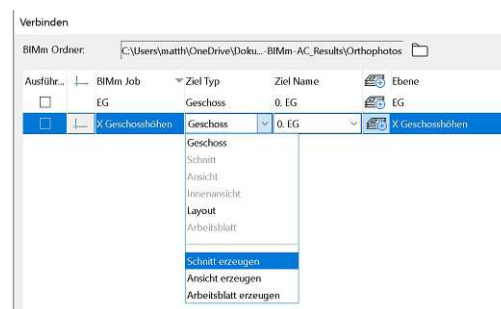 Verbinden
BIMm Ordner: C:\Users\matth\OneDrive\Doku...-BIMm-AC_Results\Orthophotos
Ausführ... BIMm Job Ziel Typ Ziel Name Ebene
EG Geschoss 0. EG EG
X Geschosshöhen Geschoss 0. EG X Geschosshöhen
Geschoss
Schnitt
Ansicht
Innenansicht
Layout
Arbeitsblatt
Schnitt erzeugen
Ansicht erzeugen
Arbeitsblatt erzeugen